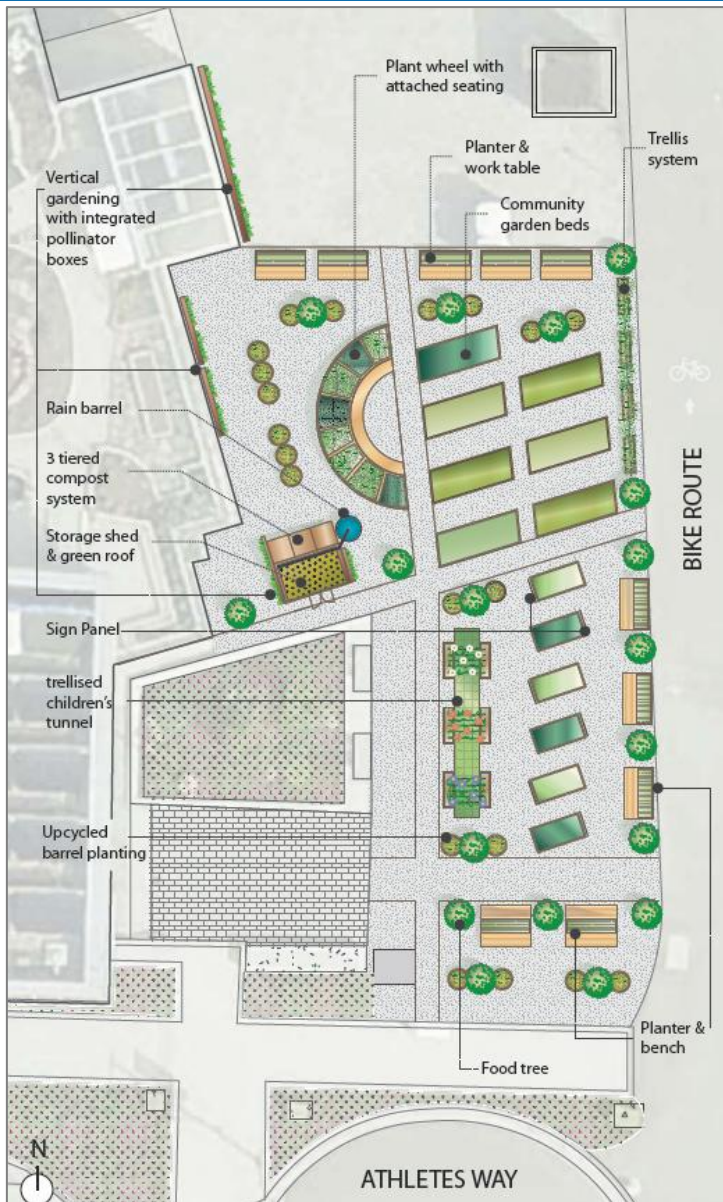 Plant wheel with
attached seating
Planter &
work table
Trellis
system
Vertical
gardening
with integrated
pollinator
boxes
Community
garden beds
Rain barrel
3 tiered
compost
system
Storage shed
& green roof
BIKE ROUTE
Sign Panel
trellised
children's
tunnel
Upcycled
barrel planting
Planter &
bench
Food tree
N
ATHLETES WAY